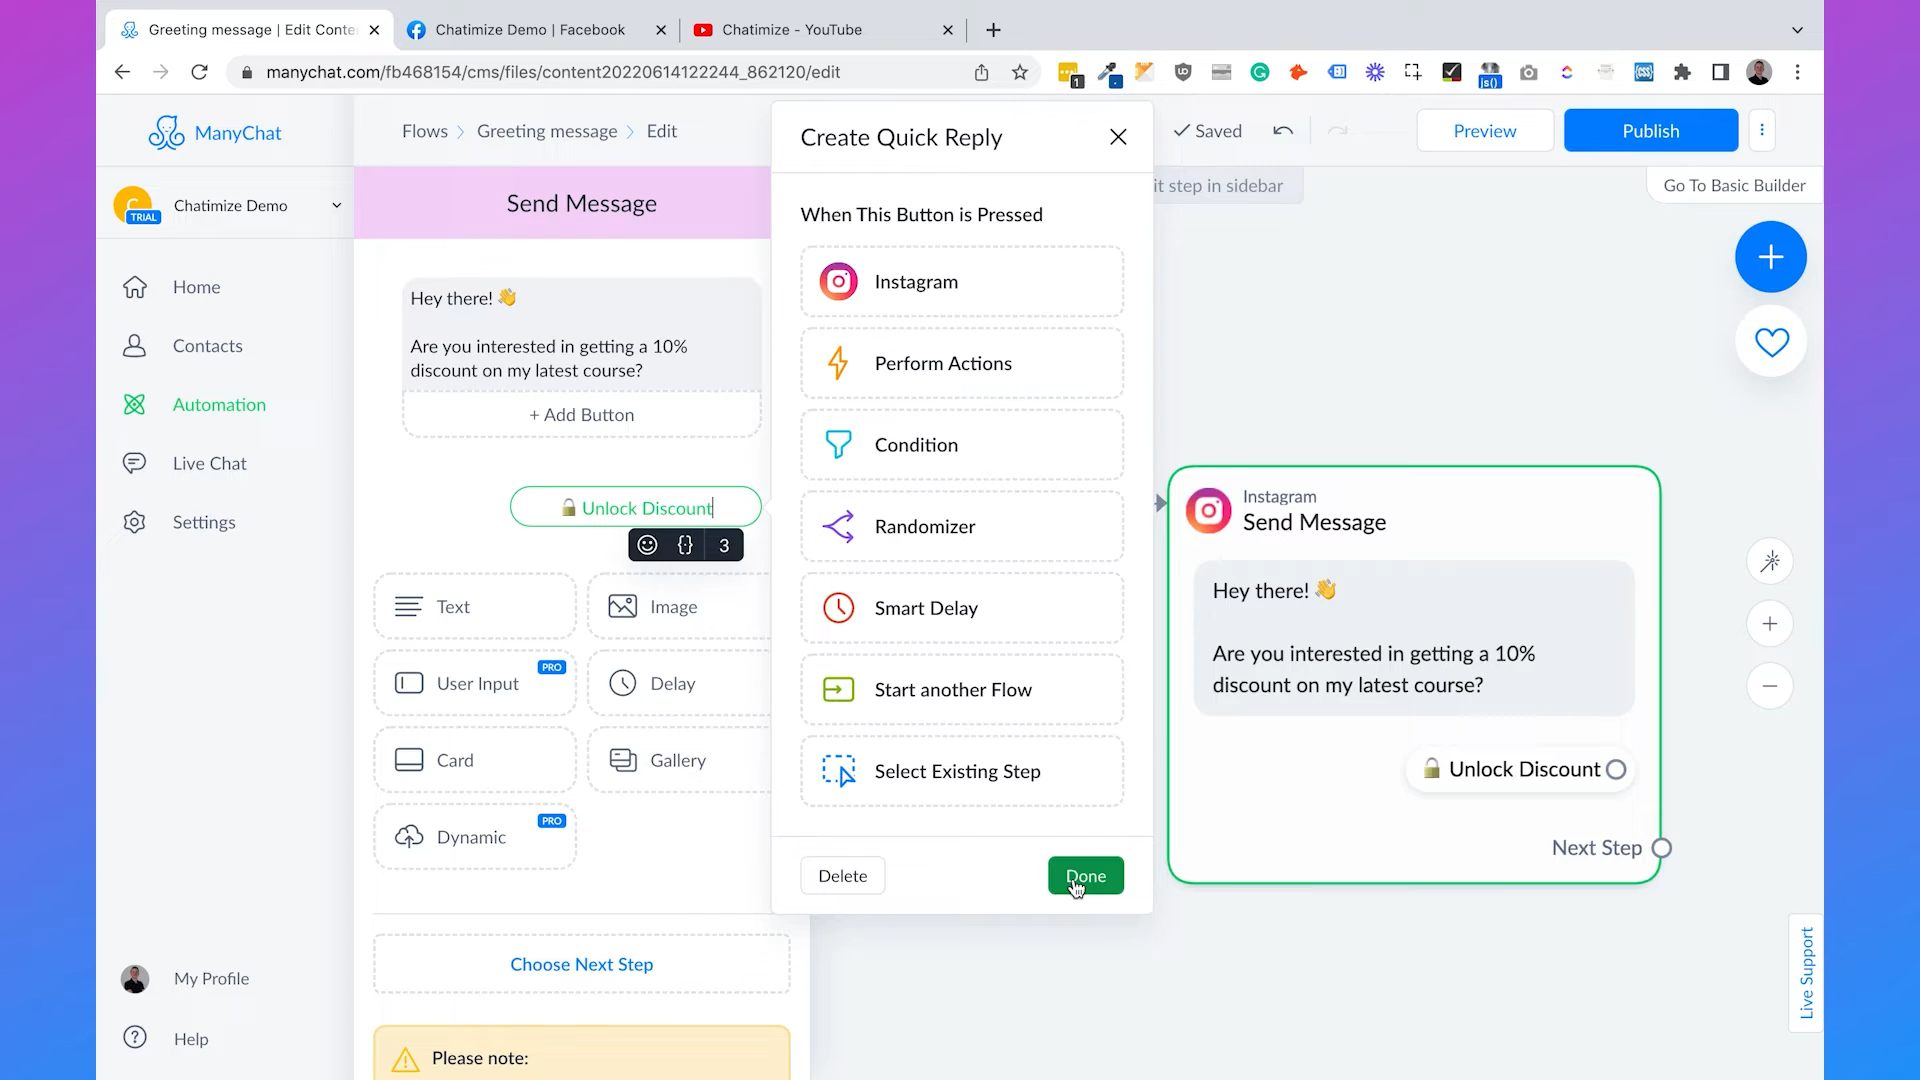 Greeting message | Edit Conte
Chatimize Demo | Facebook
Chatimize - YouTube
manychat.com/fb468154/cms/files/content20220614122244_862120/edit
1
js()
CSS
ManyChat
Flows > Greeting message > Edit
Create Quick Reply
Saved
Preview
Publish
C
TRIAL
Chatimize Demo
Send Message
it step in sidebar
Go To Basic Builder
Home
Contacts
Automation
Live Chat
Settings
My Profile
Help
Hey there! 👋
Are you interested in getting a 10%
discount on my latest course?
+ Add Button
🔒 Unlock Discount
{} 3
Text
Image
User Input
PRO
Delay
Card
Gallery
Dynamic
PRO
Choose Next Step
Please note:
When This Button is Pressed
Instagram
Perform Actions
Condition
Randomizer
Smart Delay
Start another Flow
Select Existing Step
Delete
Done
Instagram
Send Message
Hey there! 👋
Are you interested in getting a 10%
discount on my latest course?
🔒 Unlock Discount
Next Step
Live Support